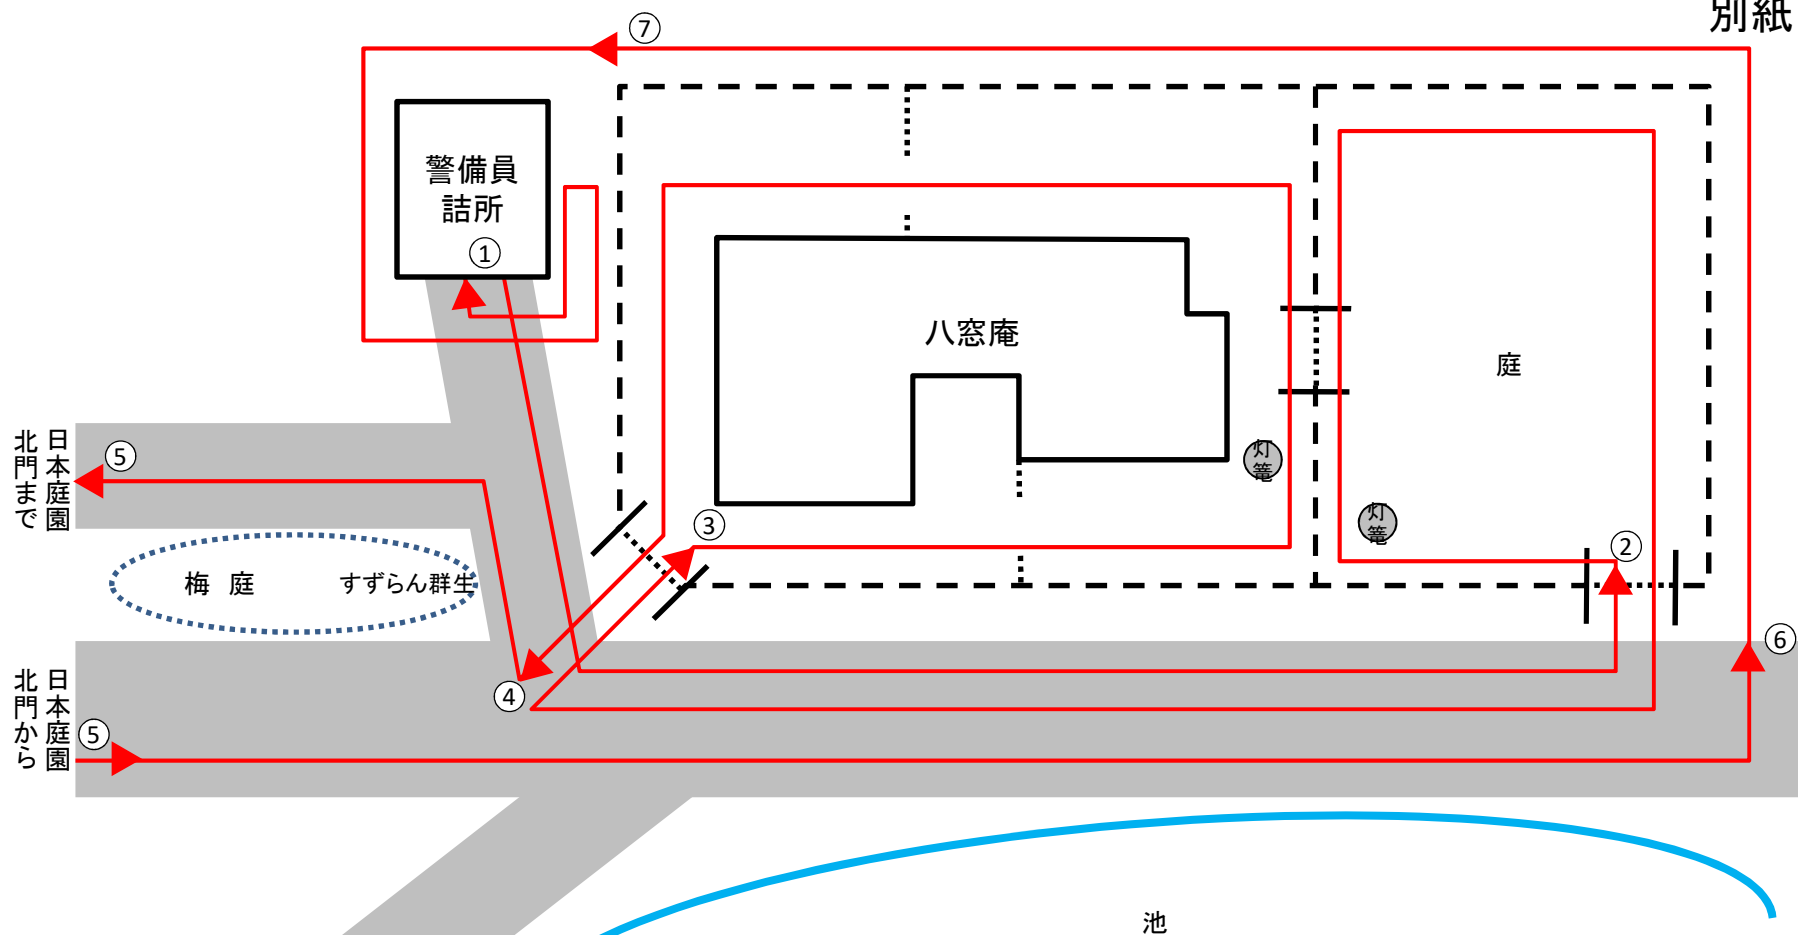 別紙
⑦
警備員
詰所
①
八窓庵
庭
灯
篭
灯
篭
日本庭園
北門まで
⑤
③
②
梅 庭
すずらん群生
④
⑥
日本庭園
北門から
⑤
池